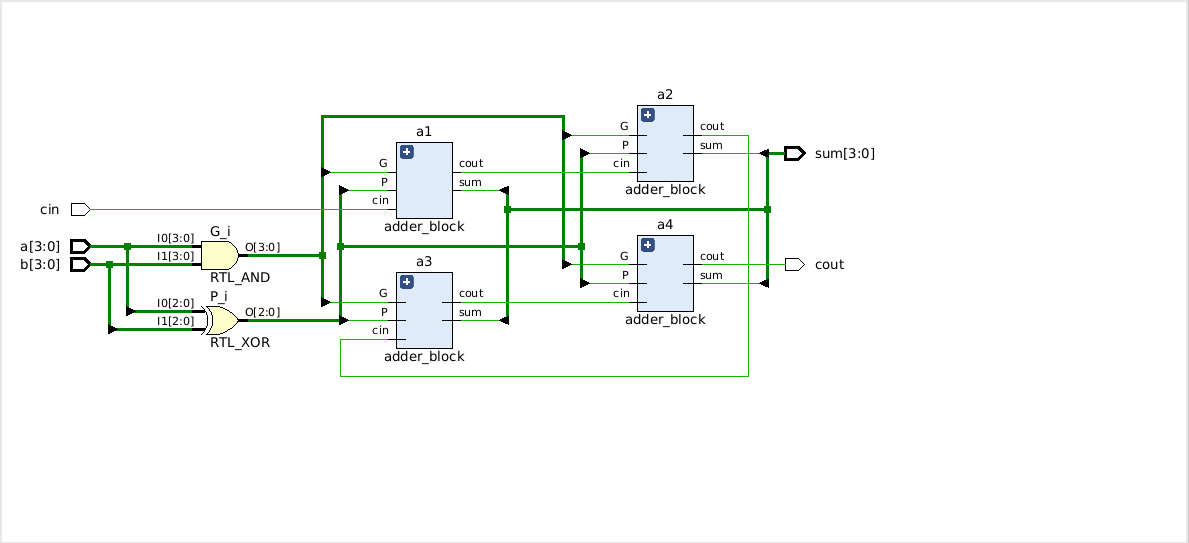 a2
G
cout
P
sum
cin
adder_block
sum[3:0]
a1
G
cout
P
sum
cin
adder_block
cin
a[3:0]
b[3:0]
G_i
I0[3:0]
I1[3:0]
O[3:0]
RTL_AND
P_i
I0[2:0]
I1[2:0]
O[2:0]
RTL_XOR
a4
G
cout
P
sum
cin
adder_block
cout
a3
G
cout
P
sum
cin
adder_block